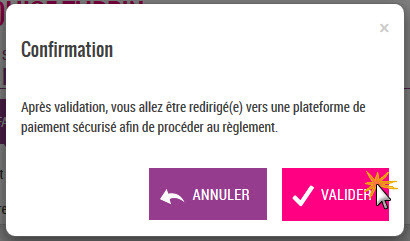 ×
Confirmation
Après validation, vous allez être redirigé(e) vers une plateforme de
paiement sécurisé afin de procéder au règlement.
ANNULER
VALIDER